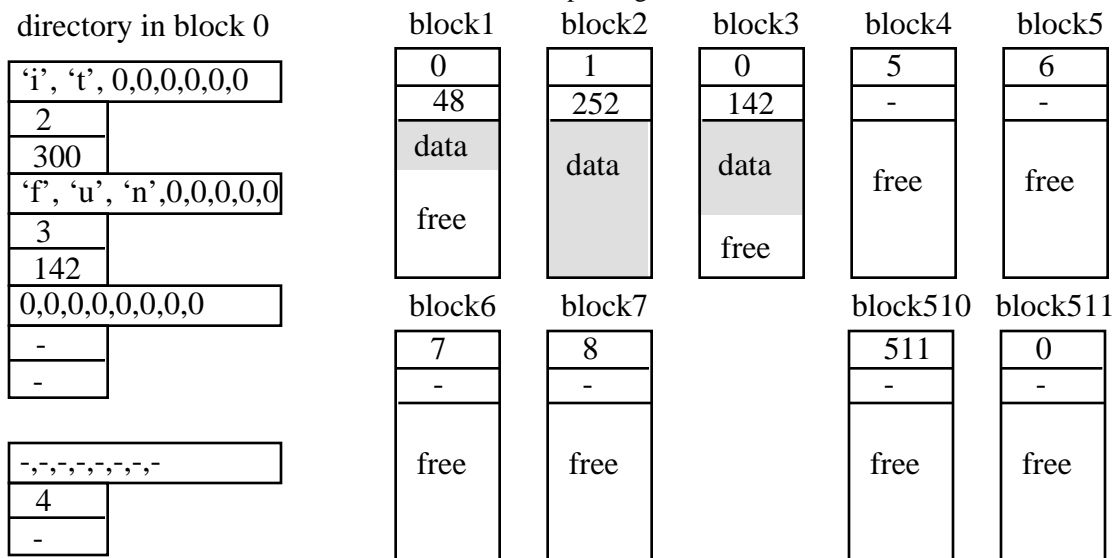 directory in block 0
‘i’, ‘t’, 0,0,0,0,0,0
2
300
‘f’, ‘u’, ‘n’,0,0,0,0,0
3
142
0,0,0,0,0,0,0,0
-
-
-,-,-,-,-,-,-,-
4
-
block1 block2 block3 block4 block5
0 1 0 5 6
48 252 142 - -
data data data free free
free free
block6 block7 block510 block511
7 8 511 0
- - - -
free free free free